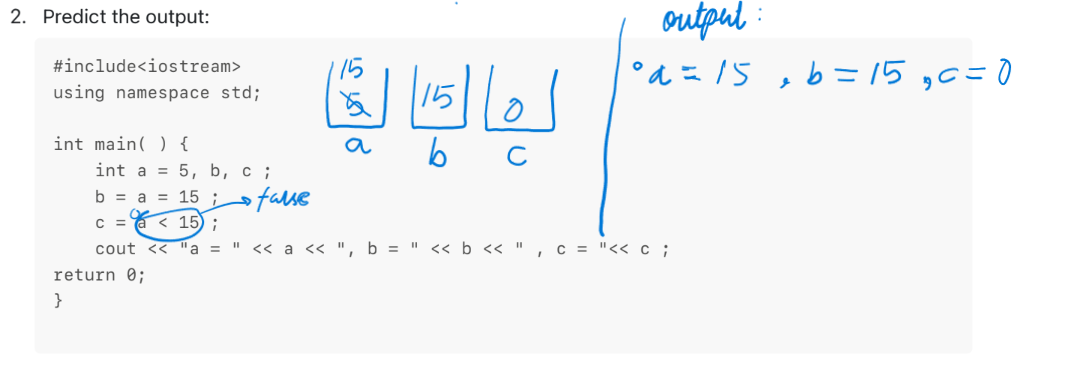 2. Predict the output:
output :
#include<iostream>
using namespace std;
15
5 15 0
a b c
a = 15 , b = 15 , c = 0
int main( ) {
int a = 5, b, c ;
b = a = 15 ;
false
c = a < 15 ;
0
cout << "a = " << a << ", b = " << b << " , c = "<< c ;
return 0;
}